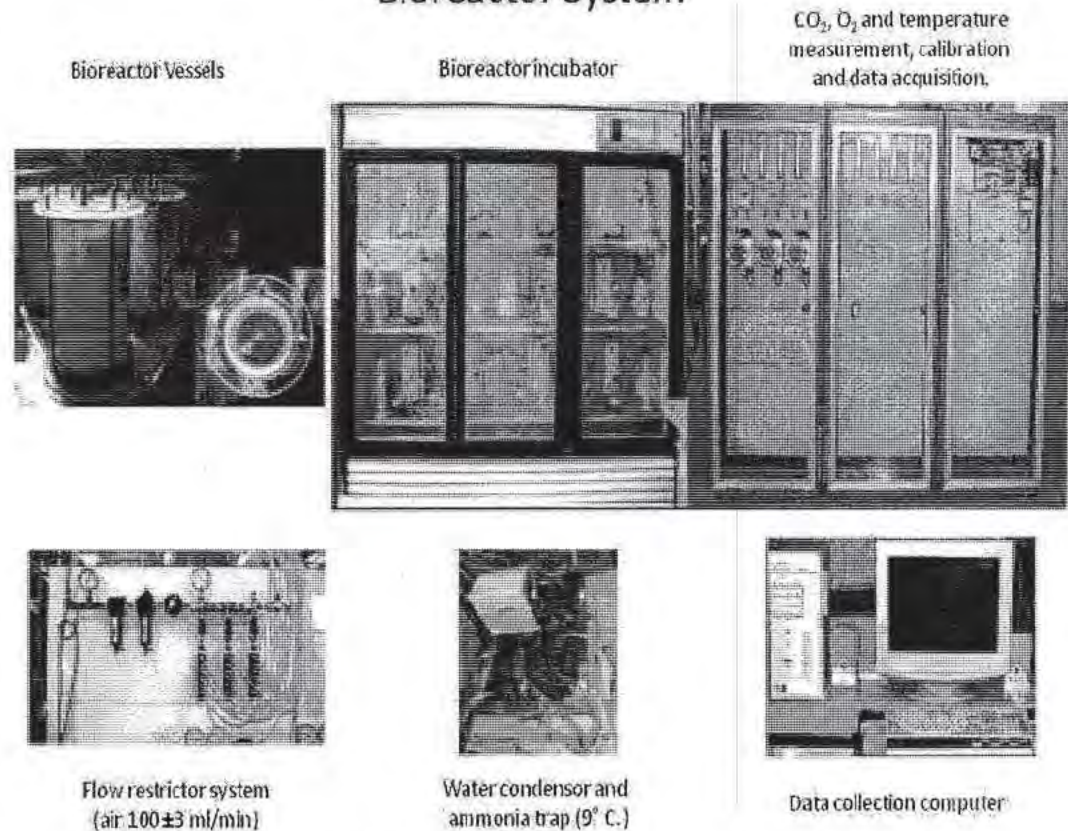 Bioreactor System
CO₂, O₂ and temperature
measurement, calibration
and data acquisition.
Bioreactor Vessels
Bioreactor incubator
Flow restrictor system
(air 100±3 ml/min)
Water condensor and
ammonia trap (9° C.)
Data collection computer